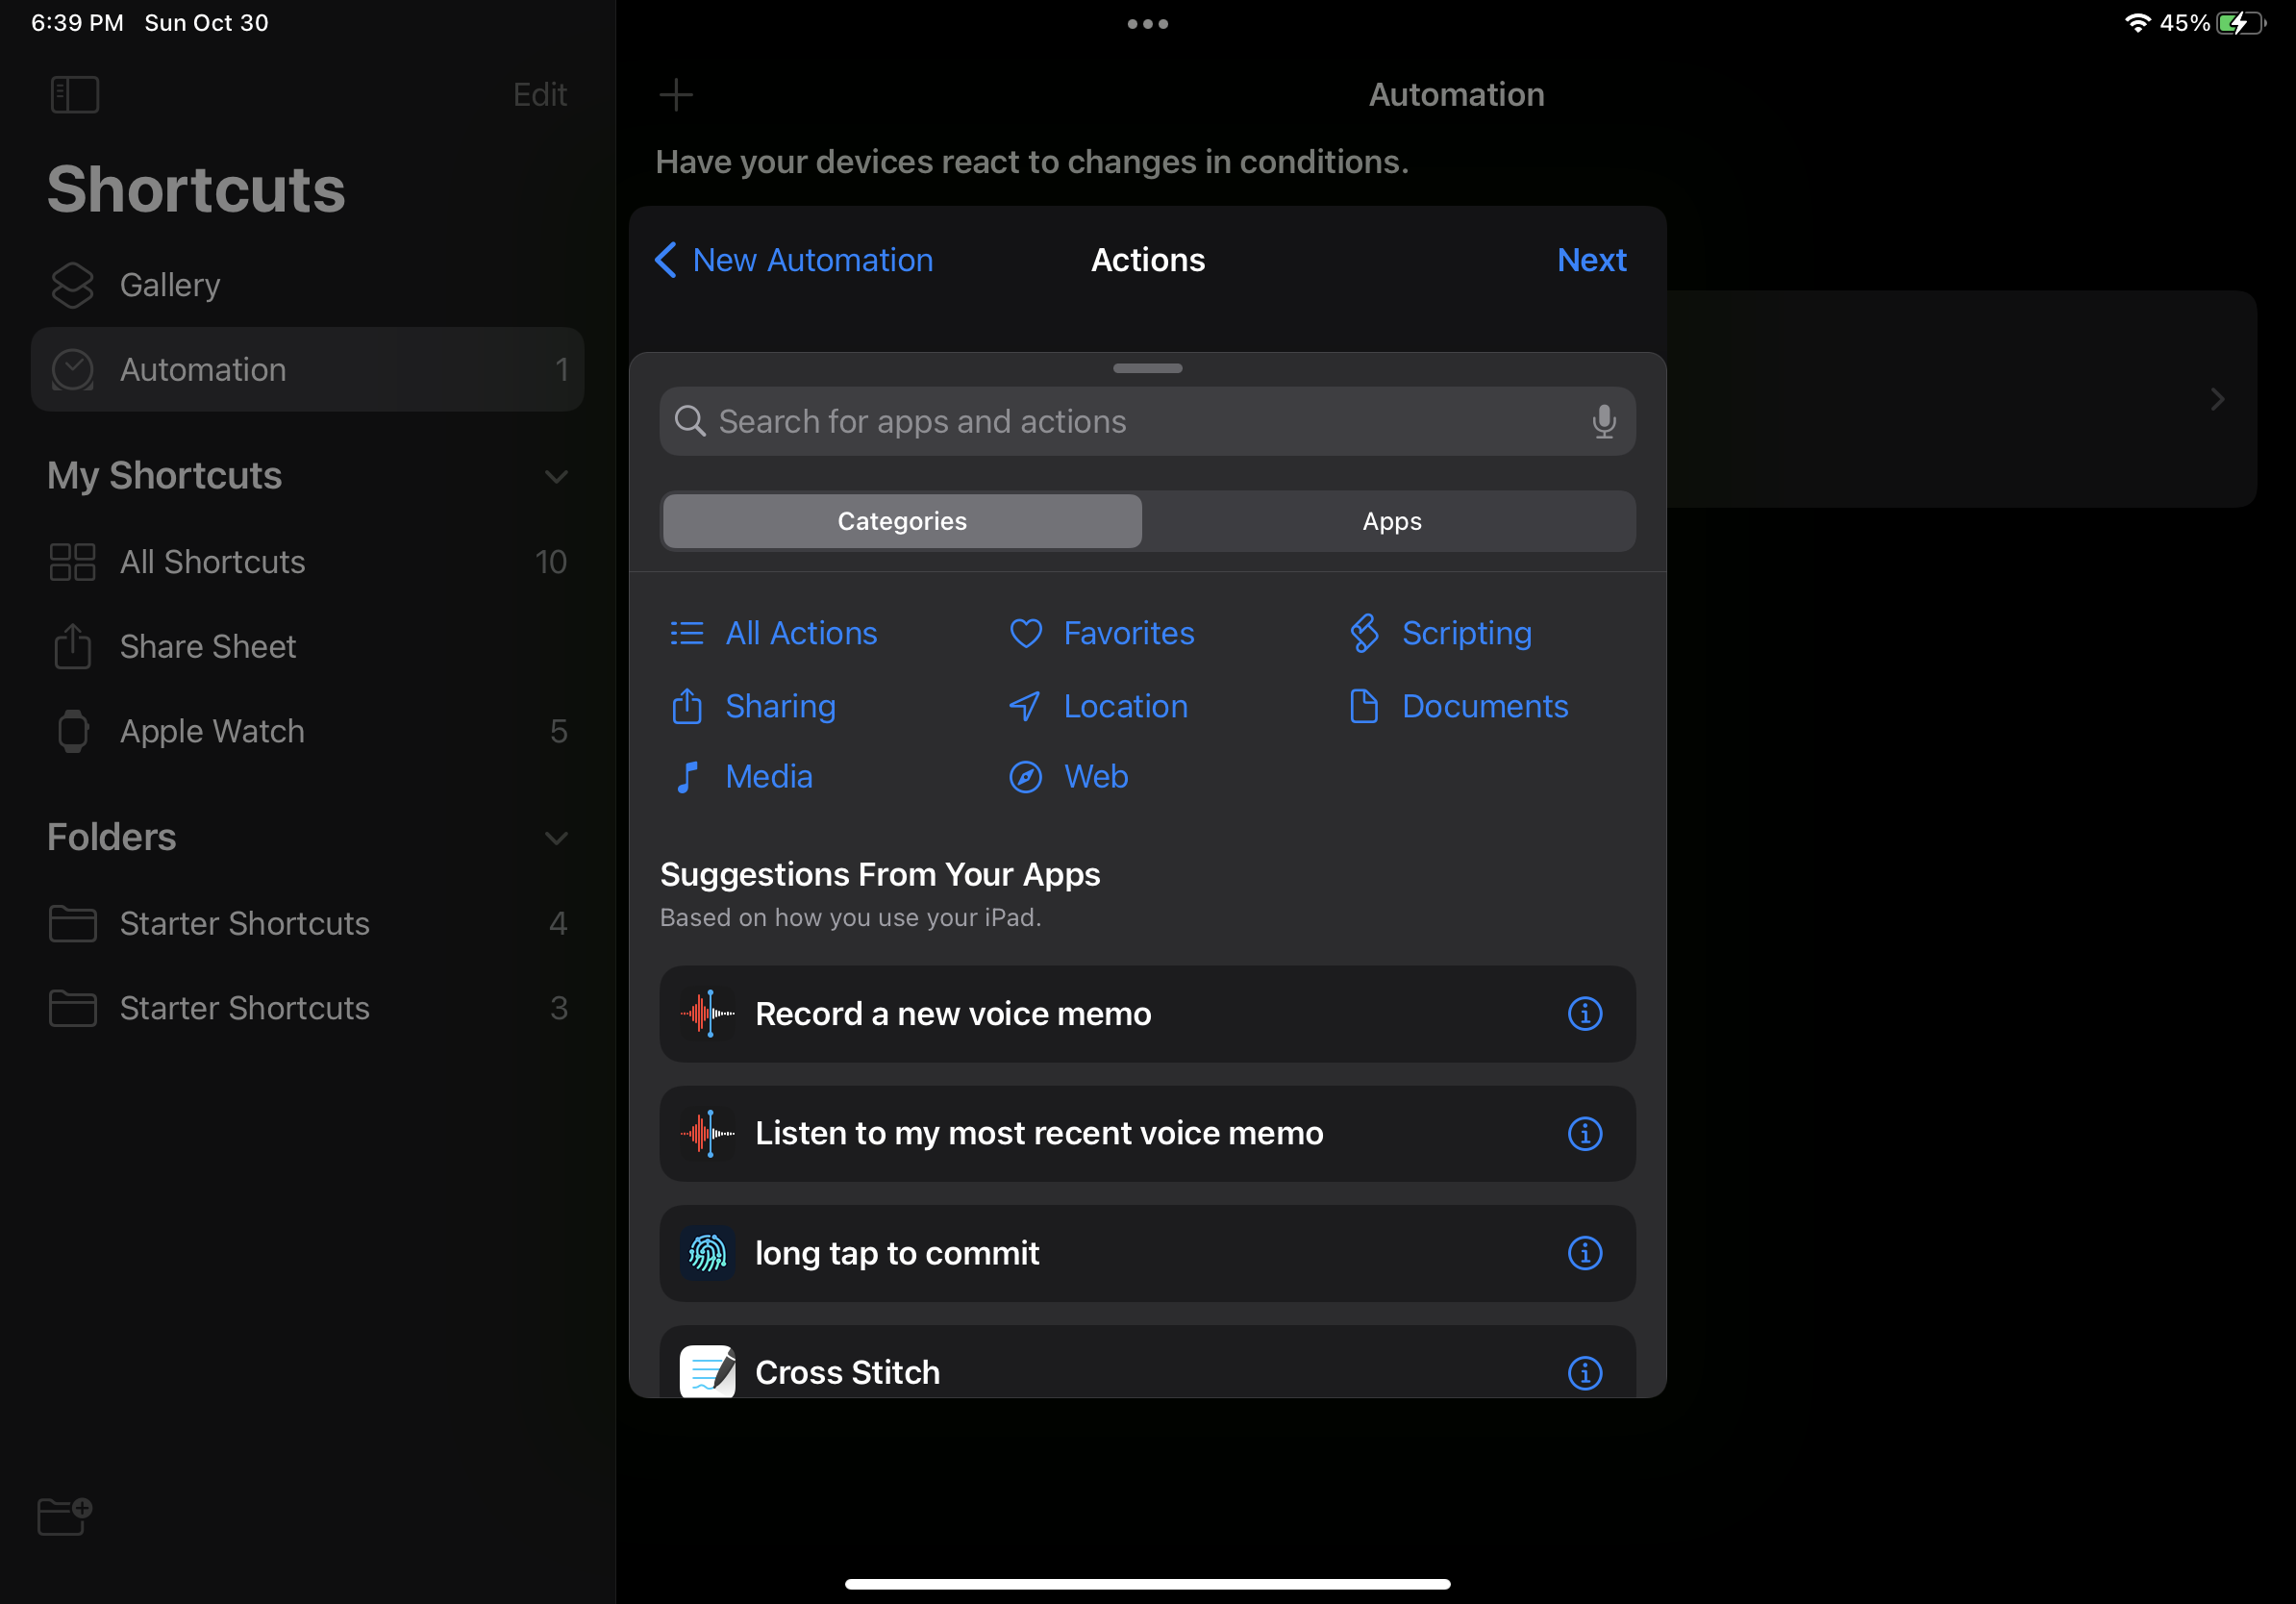 6:39 PM Sun Oct 30
45%
Edit
Shortcuts
Gallery
Automation 1
My Shortcuts
All Shortcuts 10
Share Sheet
Apple Watch 5
Folders
Starter Shortcuts 4
Starter Shortcuts 3
Automation
Have your devices react to changes in conditions.
New Automation Actions Next
Search for apps and actions
Categories Apps
All Actions Favorites Scripting
Sharing Location Documents
Media Web
Suggestions From Your Apps
Based on how you use your iPad.
Record a new voice memo
Listen to my most recent voice memo
long tap to commit
Cross Stitch